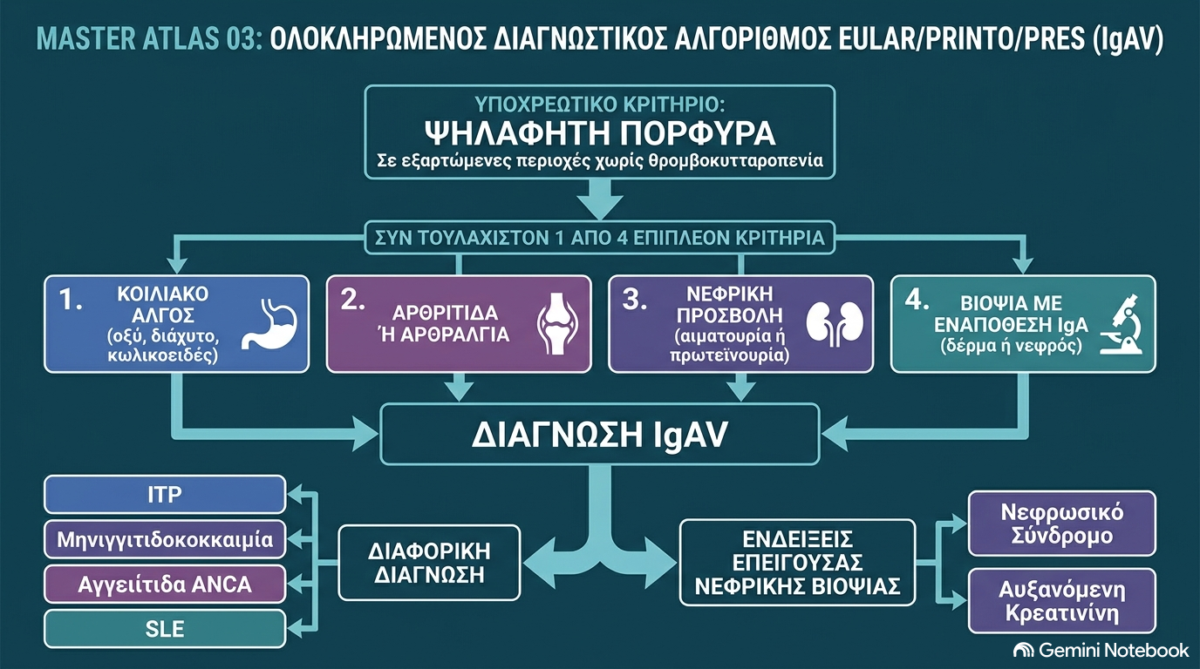 MASTER ATLAS 03: ΟΛΟΚΛΗΡΩΜΕΝΟΣ ΔΙΑΓΝΩΣΤΙΚΟΣ ΑΛΓΟΡΙΘΜΟΣ EULAR/PRINTO/PRES (IgAV)
ΥΠΟΧΡΕΩΤΙΚΟ ΚΡΙΤΗΡΙΟ:
ΨΗΛΑΦΗΤΗ ΠΟΡΦΥΡΑ
Σε εξαρτώμενες περιοχές χωρίς θρομβοκυτταροπενία
ΣΥΝ ΤΟΥΛΑΧΙΣΤΟΝ 1 ΑΠΟ 4 ΕΠΙΠΛΕΟΝ ΚΡΙΤΗΡΙΑ
1. ΚΟΙΛΙΑΚΟ
ΑΛΓΟΣ
(οξύ, διάχυτο,
κωλικοειδές)
2. ΑΡΘΡΙΤΙΔΑ
Ή ΑΡΘΡΑΛΓΙΑ
3. ΝΕΦΡΙΚΗ
ΠΡΟΣΒΟΛΗ
(αιματουρία ή
πρωτεϊνουρία)
4. ΒΙΟΨΙΑ ΜΕ
ΕΝΑΠΟΘΕΣΗ IgA
(δέρμα ή νεφρός)
ΔΙΑΓΝΩΣΗ IgAV
ITP
Μηνιγγιτιδοκοκκαιμία
Αγγειίτιδα ANCA
SLE
ΔΙΑΦΟΡΙΚΗ
ΔΙΑΓΝΩΣΗ
ΕΝΔΕΙΞΕΙΣ
ΕΠΕΙΓΟΥΣΑΣ
ΝΕΦΡΙΚΗΣ ΒΙΟΨΙΑΣ
Νεφρωσικό
Σύνδρομο
Αυξανόμενη
Κρεατινίνη
Gemini Notebook